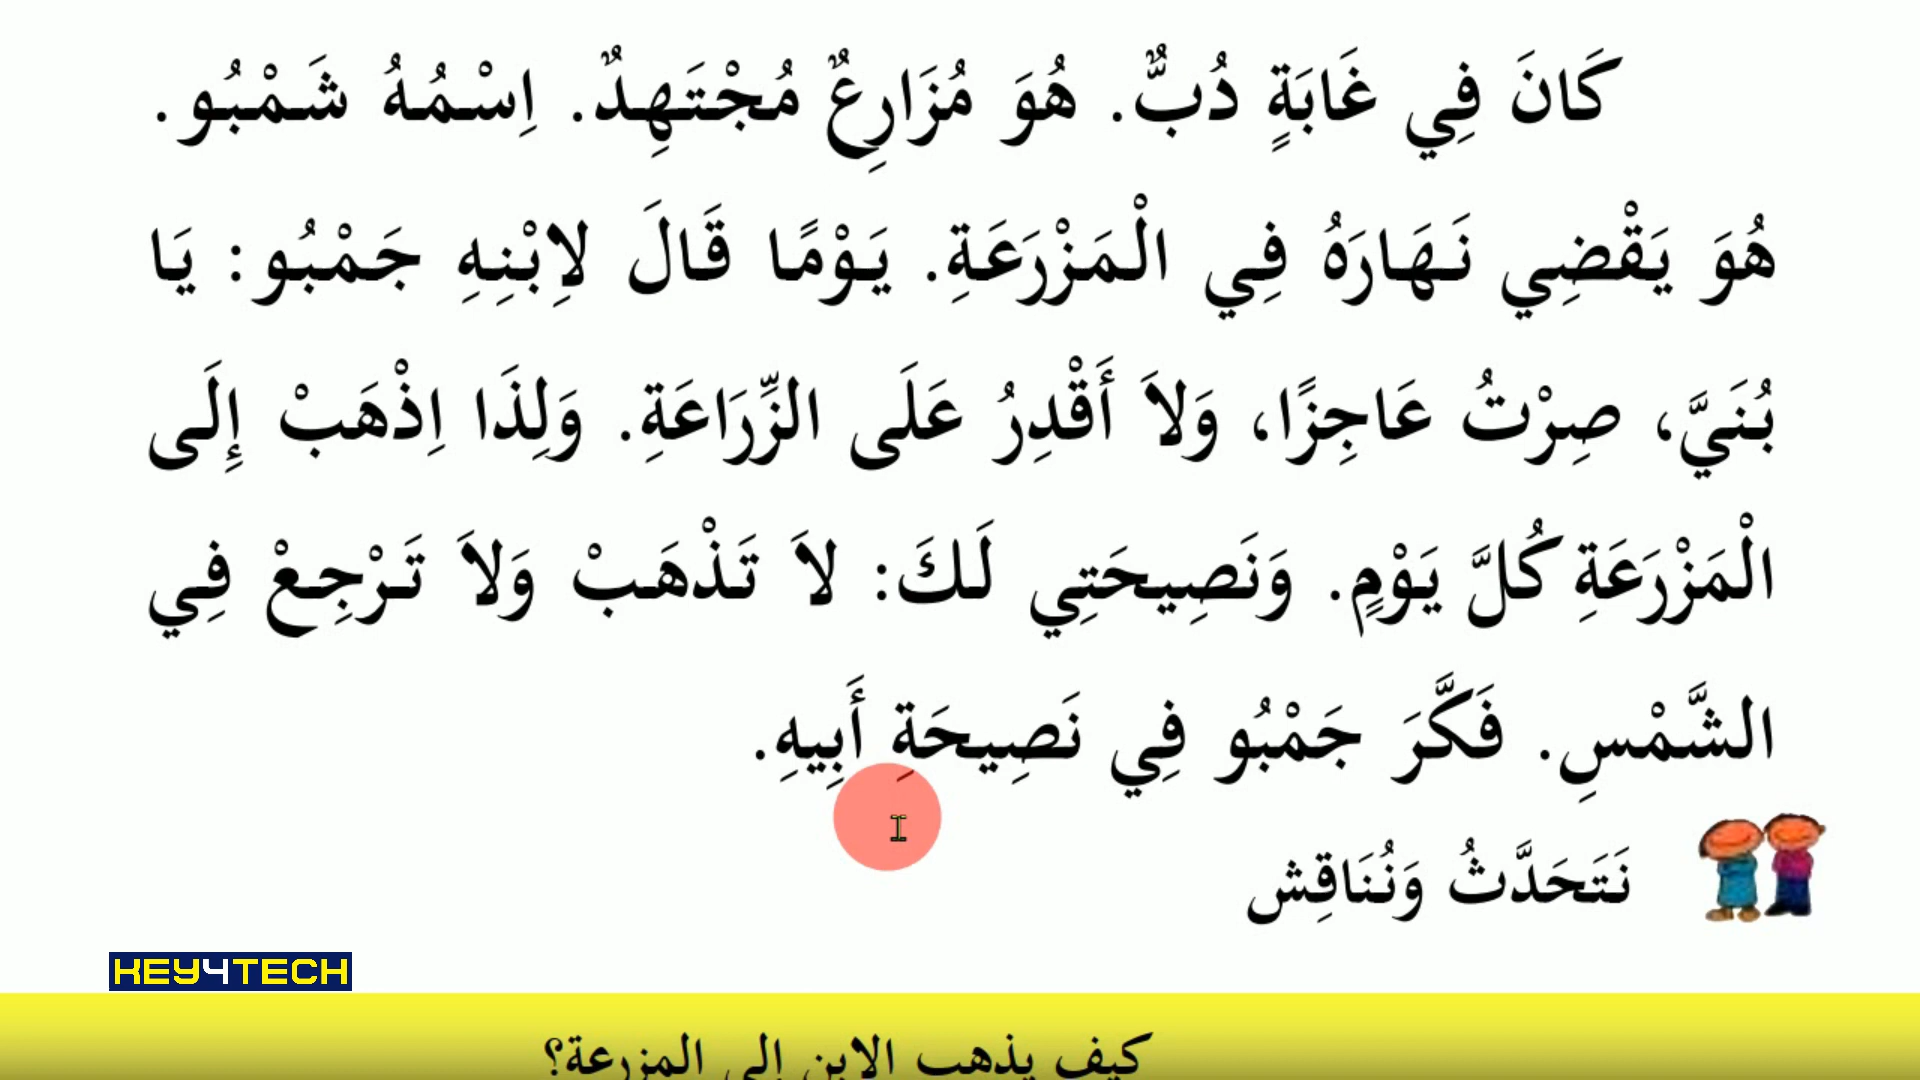 كَانَ فِي غَابَةٍ دُبٌّ. هُوَ مُزَارِعٌ مُجْتَهِدٌ. اِسْمُهُ شَمْبُو.
هُوَ يَقْضِي نَهَارَهُ فِي الْمَزْرَعَةِ. يَوْمًا قَالَ لِابْنِهِ جَمْبُو: يَا
بُنَيَّ، صِرْتُ عَاجِزًا، وَلاَ أَقْدِرُ عَلَى الزِّرَاعَةِ. وَلِذَا اِذْهَبْ إِلَى
الْمَزْرَعَةِ كُلَّ يَوْمٍ. وَنَصِيحَتِي لَكَ: لاَ تَذْهَبْ وَلاَ تَرْجِعْ فِي
الشَّمْسِ. فَكَّرَ جَمْبُو فِي نَصِيحَةِ أَبِيهِ.
نَتَحَدَّثُ وَنُنَاقِش
KEY4TECH
كيف يذهب الابن إلى المزرعة؟